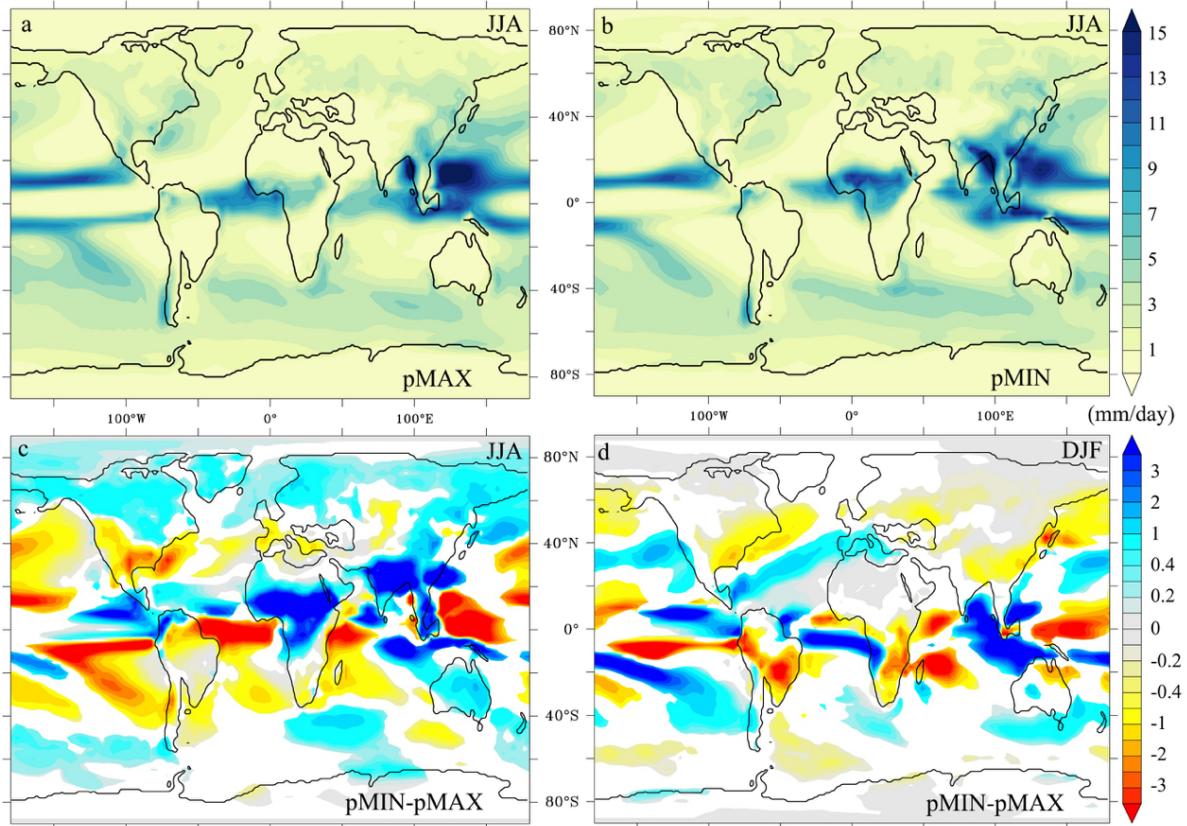 a
JJA
pMAX
b
JJA
pMIN
80°N
40°N
0°
40°S
80°S
100°W
0°
100°E
100°W
0°
100°E
15
13
11
9
7
5
3
1
(mm/day)
c
JJA
pMIN-pMAX
d
DJF
pMIN-pMAX
80°N
40°N
0°
40°S
80°S
3
2
1
0.4
0.2
0
-0.2
-0.4
-1
-2
-3